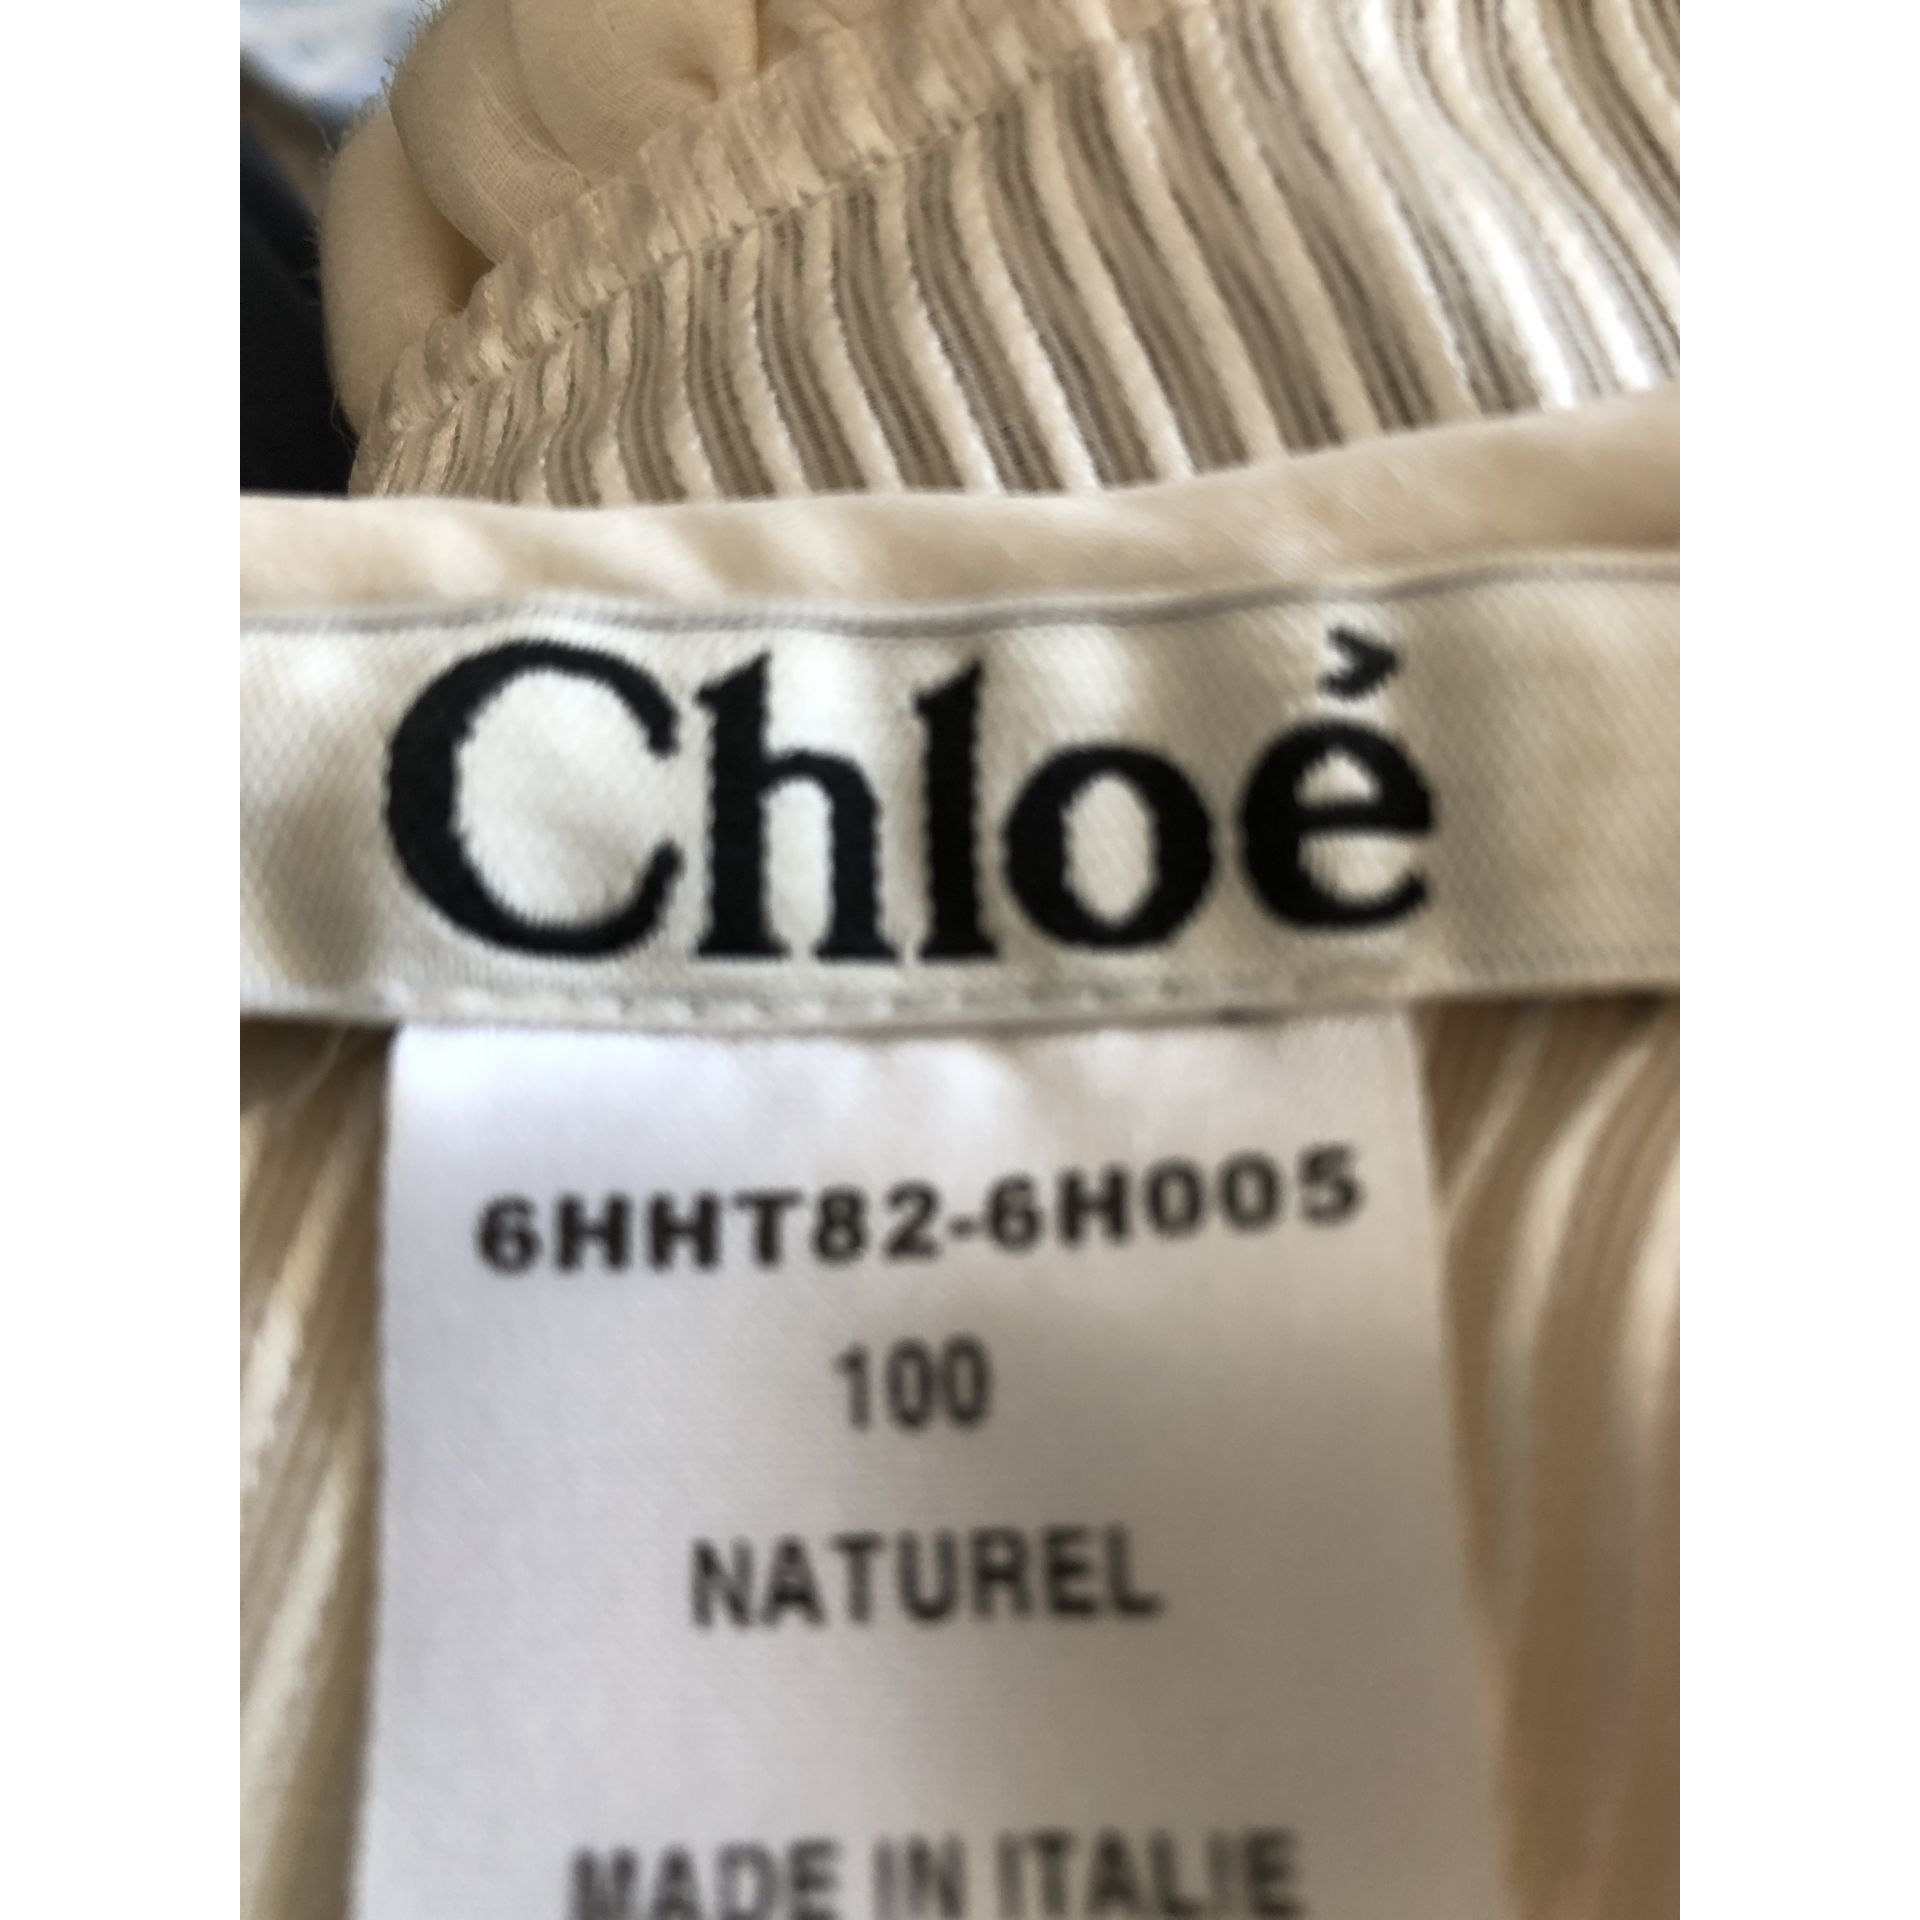 Chloé
6HHT82-6H005
100
NATUREL
MADE IN ITALIE